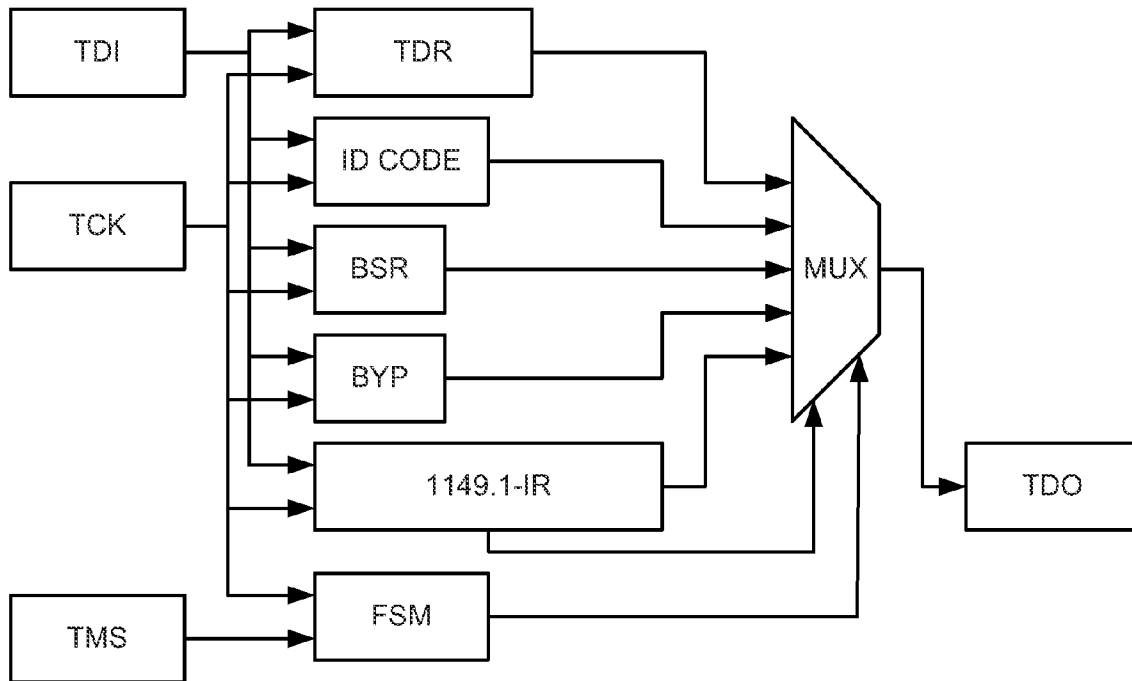 TDI
TDR
ID CODE
TCK
BSR
MUX
BYP
1149.1-IR
TDO
FSM
TMS